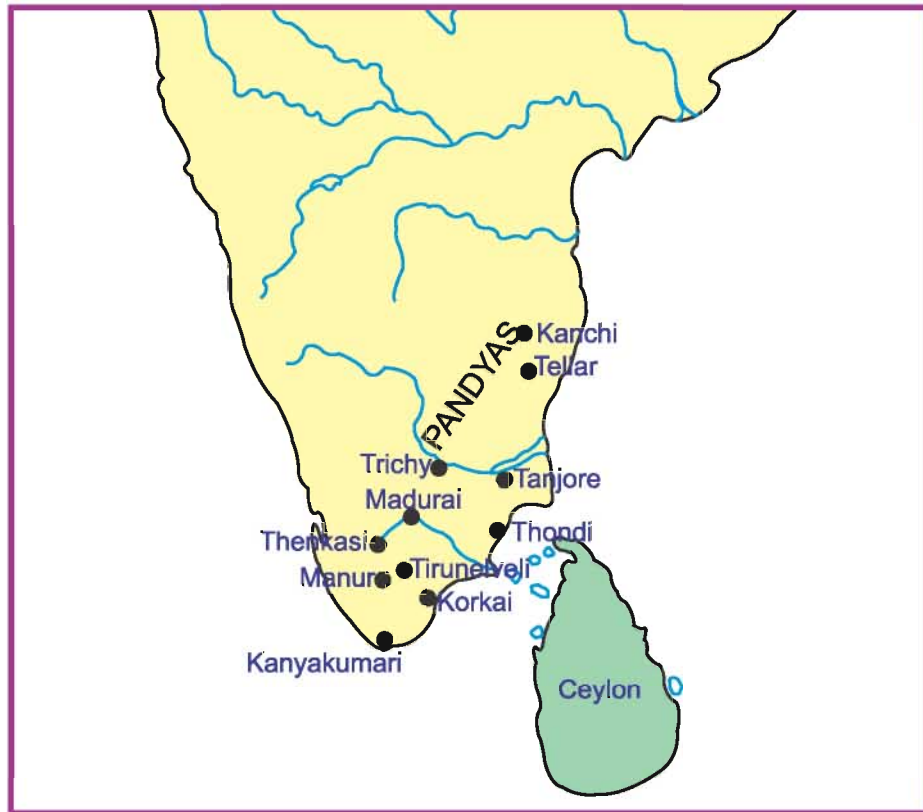 PANDYAS
Kanchi
Tellar
Trichy
Tanjore
Madurai
Thondi
Thenkasi
Tirunelveli
Manur
Korkai
Kanyakumari
Ceylon